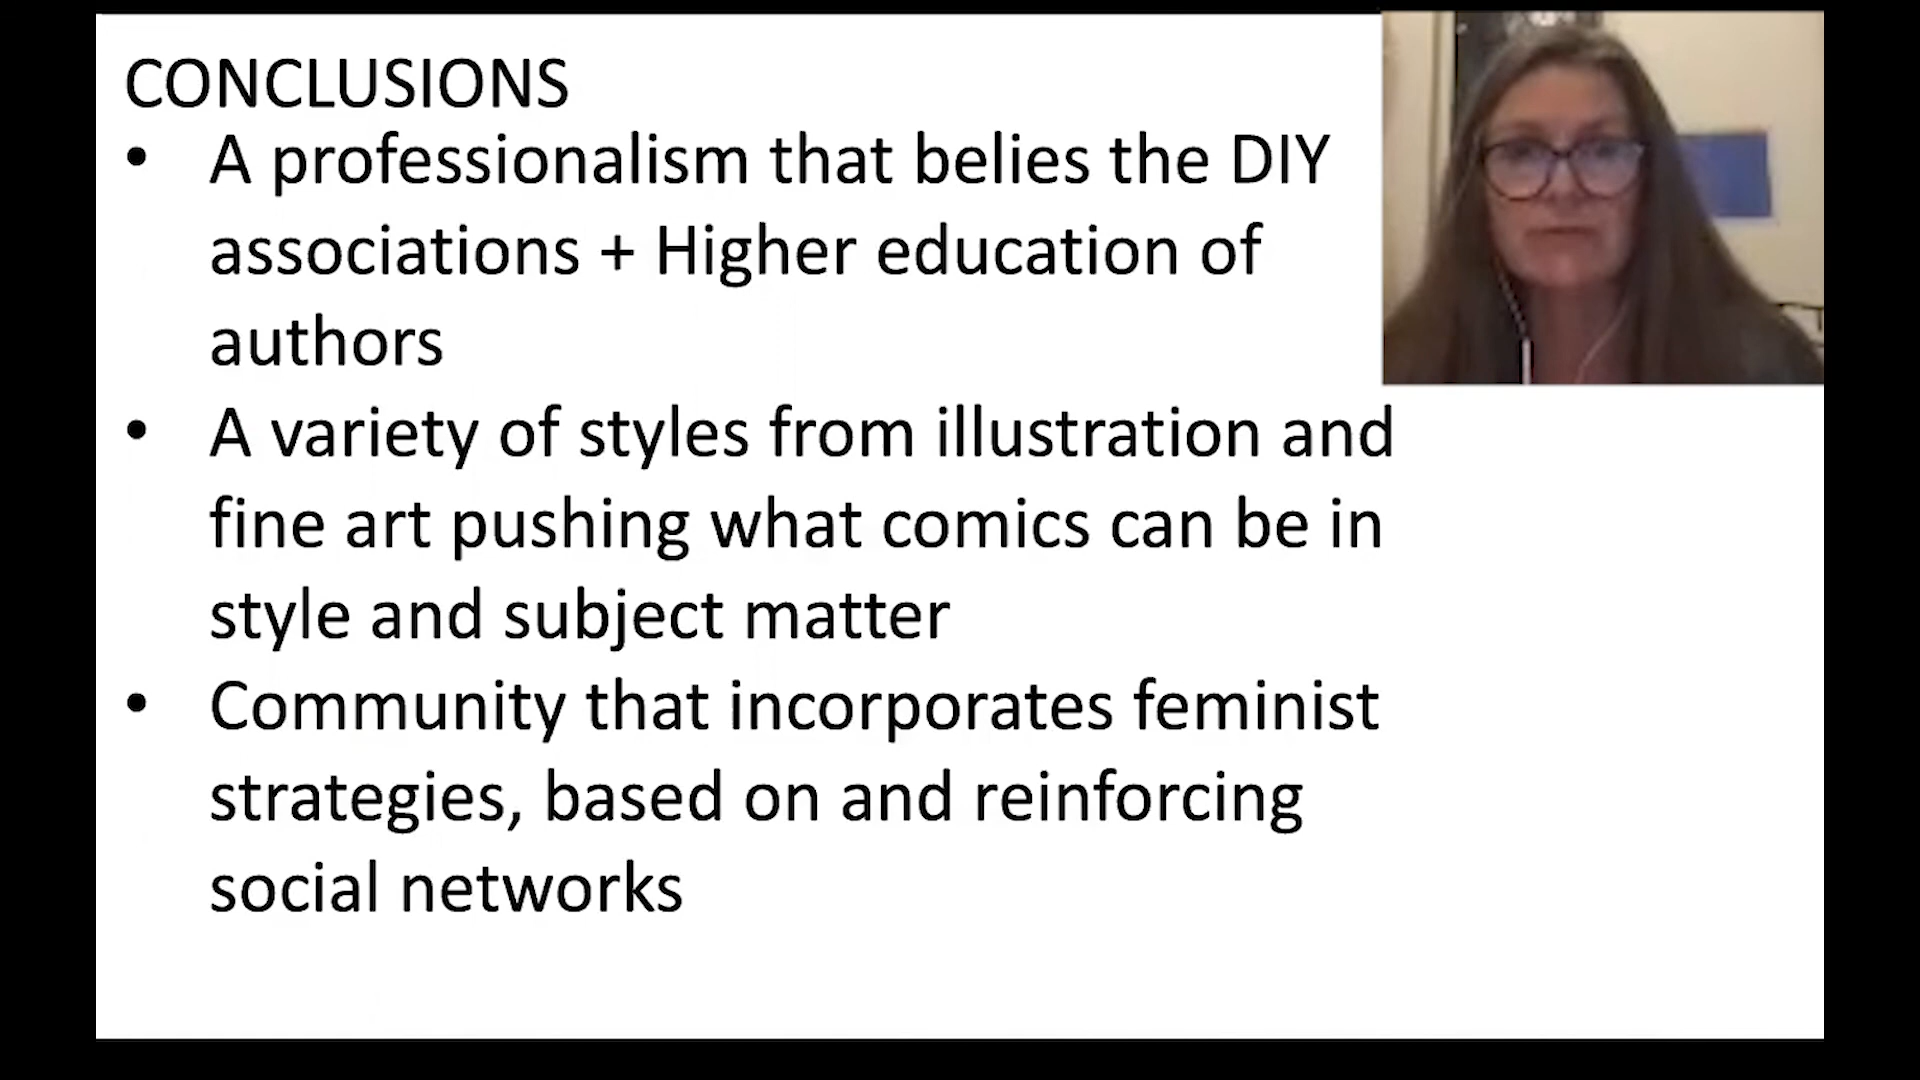 CONCLUSIONS
• A professionalism that belies the DIY
associations + Higher education of
authors
• A variety of styles from illustration and
fine art pushing what comics can be in
style and subject matter
• Community that incorporates feminist
strategies, based on and reinforcing
social networks